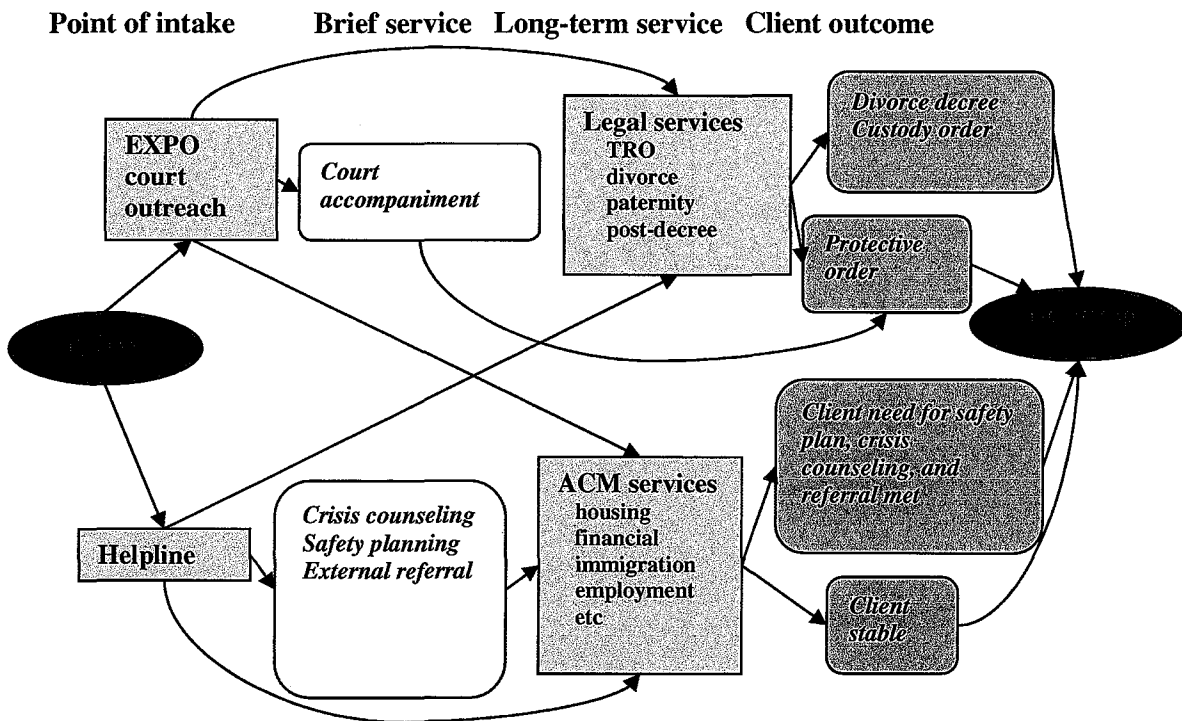 Point of intake
Brief service
Long-term service
Client outcome
EXPO
court
outreach
Court
accompaniment
Legal services
TRO
divorce
paternity
post-decree
Divorce decree
Custody order
Protective
order
Helpline
Crisis counseling
Safety planning
External referral
ACM services
housing
financial
immigration
employment
etc
Client need for safety
plan, crisis
counseling, and
referral met
Client
stable